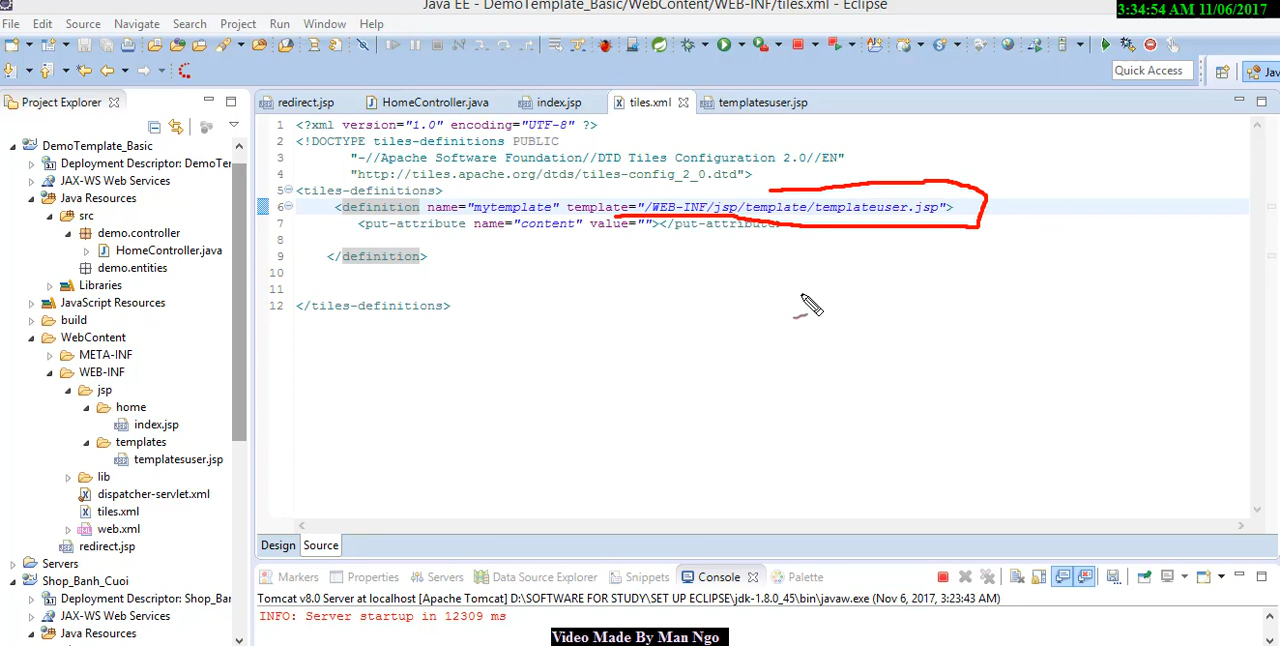 Java EE - DemoTemplate_Basic/WebContent/WEB-INF/tiles.xml - Eclipse
3:34:54 AM 11/06/2017
File Edit Source Navigate Search Project Run Window Help
Quick Access
Jav
Project Explorer
redirect.jsp HomeController.java index.jsp tiles.xml templatesuser.jsp
DemoTemplate_Basic
Deployment Descriptor: DemoTer
JAX-WS Web Services
Java Resources
src
demo.controller
HomeController.java
demo.entities
Libraries
JavaScript Resources
build
WebContent
META-INF
WEB-INF
jsp
home
index.jsp
templates
templatesuser.jsp
lib
dispatcher-servlet.xml
tiles.xml
web.xml
redirect.jsp
Servers
Shop_Banh_Cuoi
Deployment Descriptor: Shop_Bar
JAX-WS Web Services
Java Resources
1 <?xml version="1.0" encoding="UTF-8" ?>
2 <!DOCTYPE tiles-definitions PUBLIC
3 "-//Apache Software Foundation//DTD Tiles Configuration 2.0//EN"
4 "http://tiles.apache.org/dtds/tiles-config_2_0.dtd">
5 <tiles-definitions>
6 <definition name="mytemplate" template="/WEB-INF/jsp/template/templateuser.jsp">
7 <put-attribute name="content" value=""></put-attribute>
8
9 </definition>
10
11
12 </tiles-definitions>
Design Source
Markers Properties Servers Data Source Explorer Snippets Console Palette
Tomcat v8.0 Server at localhost [Apache Tomcat] D:\SOFTWARE FOR STUDY\SET UP ECLIPSE\jdk-1.8.0_45\bin\javaw.exe (Nov 6, 2017, 3:23:43 AM)
INFO: Server startup in 12309 ms
Video Made By Man Ngo